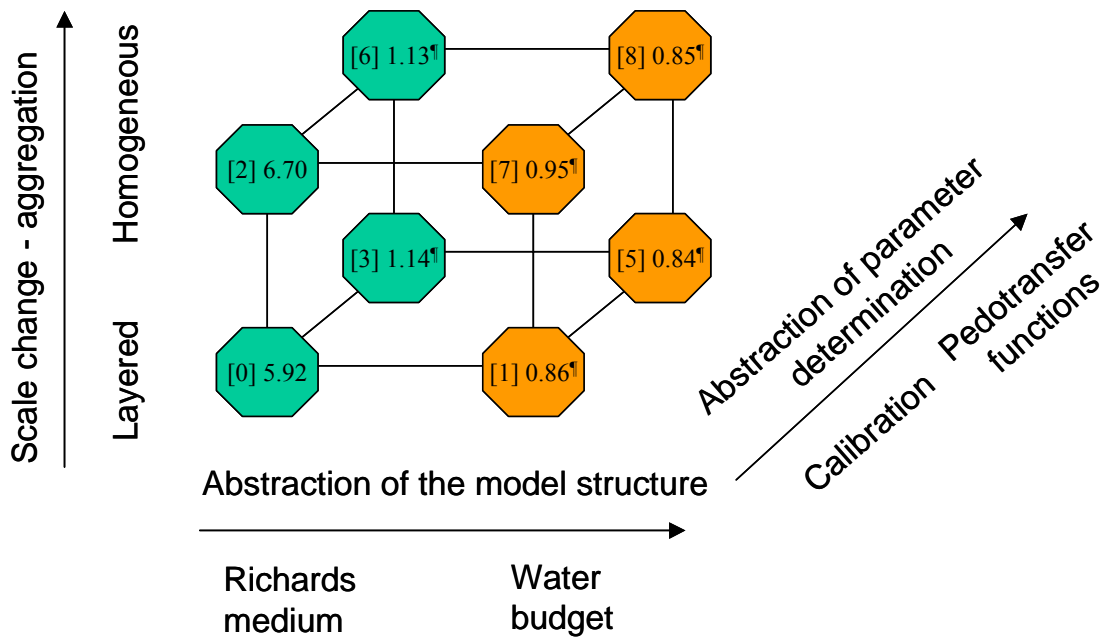 Scale change - aggregation
Homogeneous
Layered
[6] 1.13¶
[8] 0.85¶
[2] 6.70
[7] 0.95¶
[3] 1.14¶
[5] 0.84¶
[0] 5.92
[1] 0.86¶
Abstraction of parameter
determination
Calibration
Pedotransfer
functions
Abstraction of the model structure
Richards
medium
Water
budget